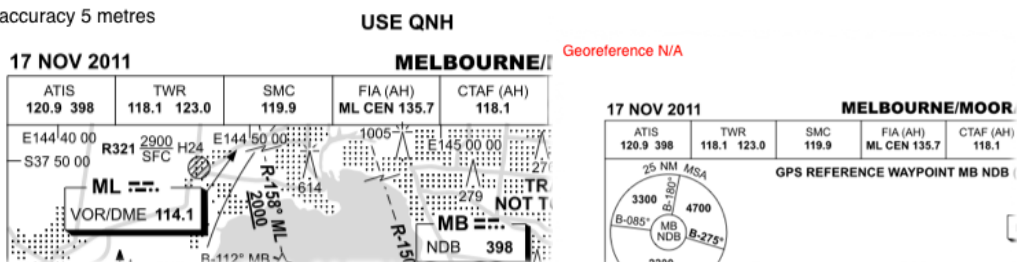 accuracy 5 metres
USE QNH
17 NOV 2011
MELBOURNE/
ATIS
120.9 398
TWR
118.1 123.0
SMC
119.9
FIA (AH)
ML CEN 135.7
CTAF (AH)
118.1
E144 40 00
S37 50 00
R321 2900 H24
SFC
E144 50 00
1005
E145 00 00
614
279
TR
NOT
ML
VOR/DME 114.1
R-158° ML
2000
MB
NDB 398
B-112° MB
Georeference N/A
17 NOV 2011
MELBOURNE/MOOR
ATIS
120.9 398
TWR
118.1 123.0
SMC
119.9
FIA (AH)
ML CEN 135.7
CTAF (AH)
118.1
25 NM MSA
GPS REFERENCE WAYPOINT MB NDB
B-180°
3300
4700
B-085°
MB
NDB
B-275°